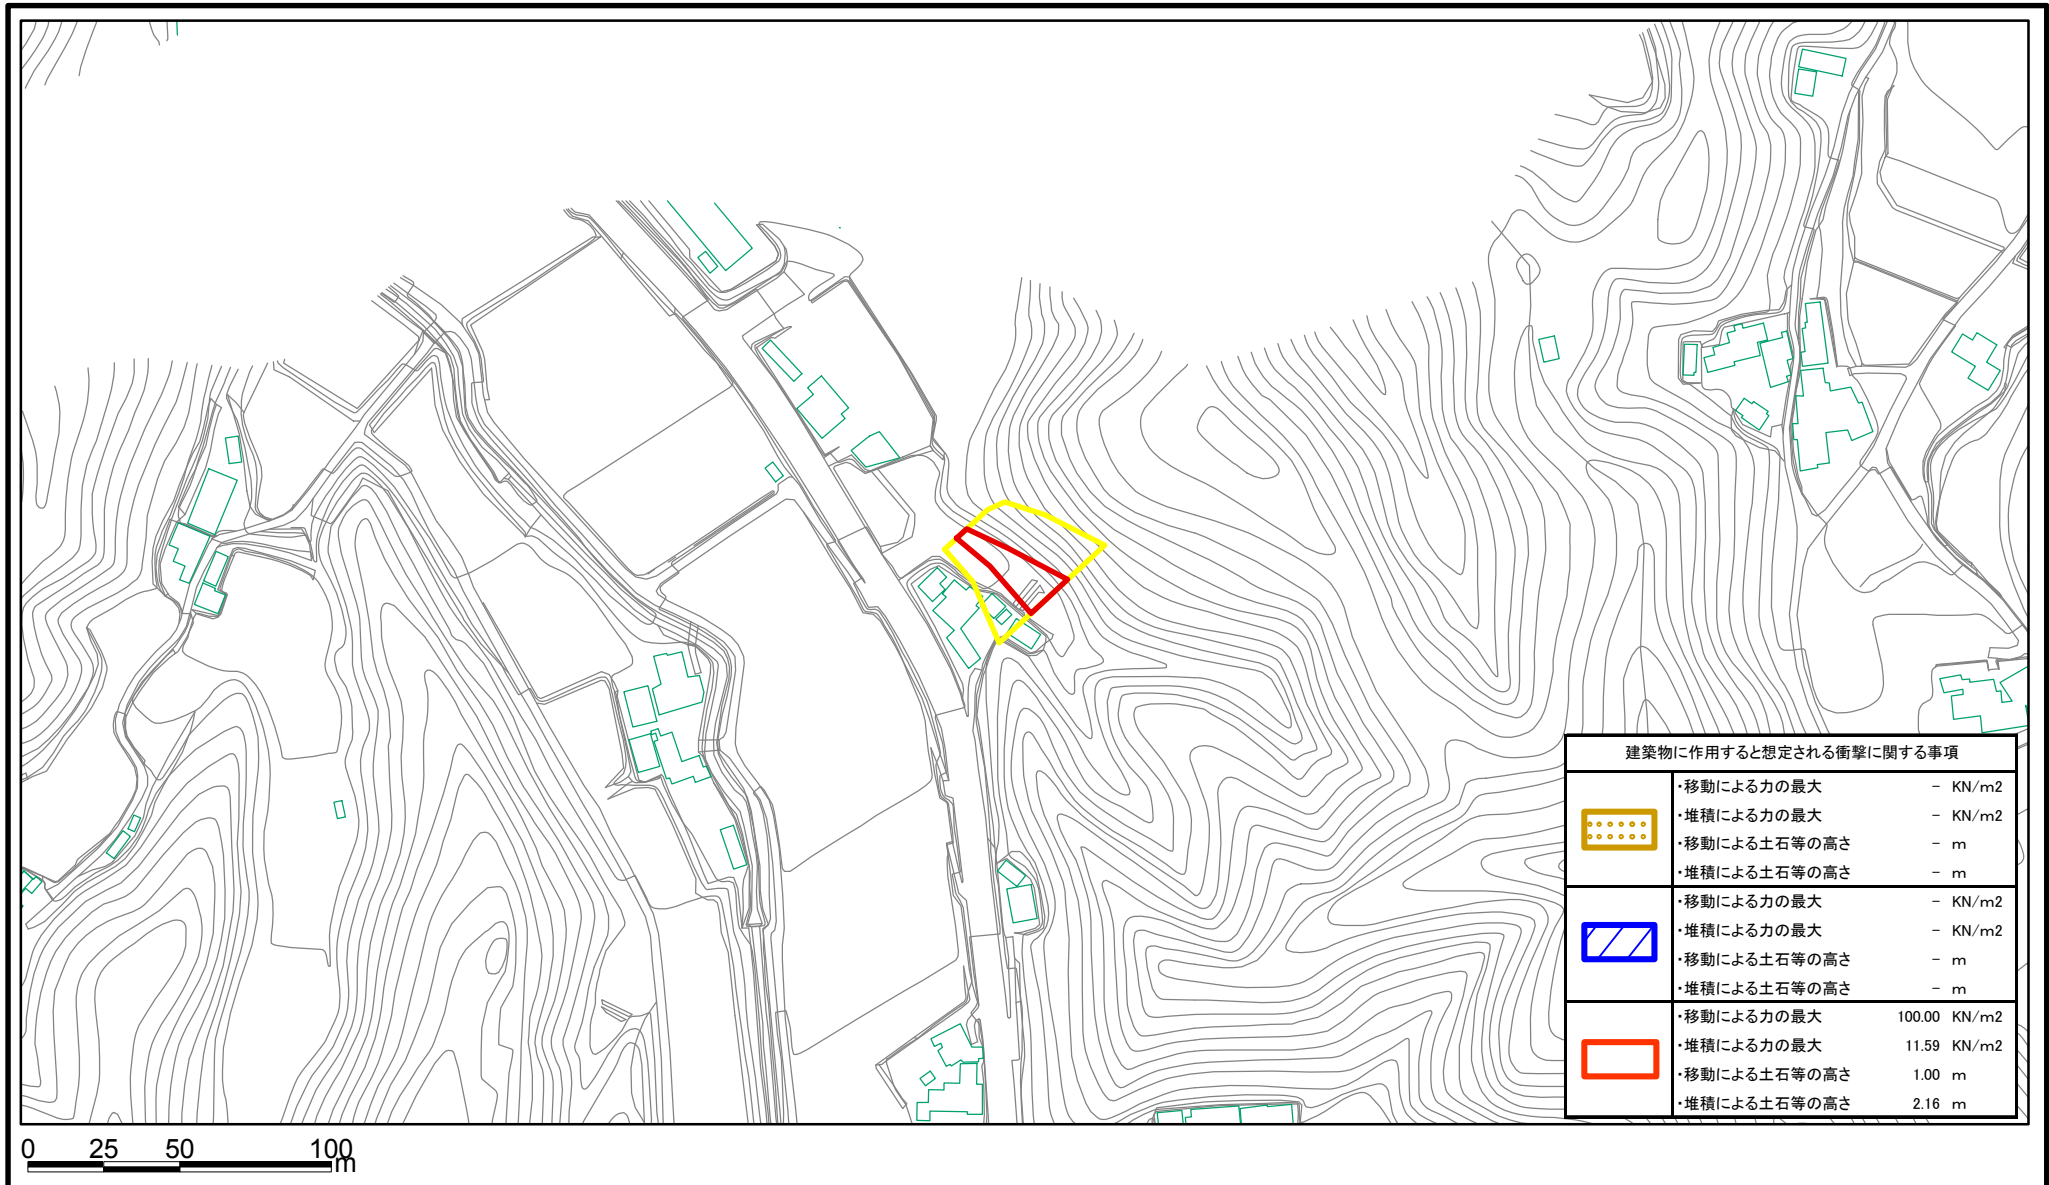 建築物に作用すると想定される衝撃に関する事項
・移動による力の最大 - KN/m2
・堆積による力の最大 - KN/m2
・移動による土石等の高さ - m
・堆積による土石等の高さ - m
・移動による力の最大 - KN/m2
・堆積による力の最大 - KN/m2
・移動による土石等の高さ - m
・堆積による土石等の高さ - m
・移動による力の最大 100.00 KN/m2
・堆積による力の最大 11.59 KN/m2
・移動による土石等の高さ 1.00 m
・堆積による土石等の高さ 2.16 m
0 25 50 100
m